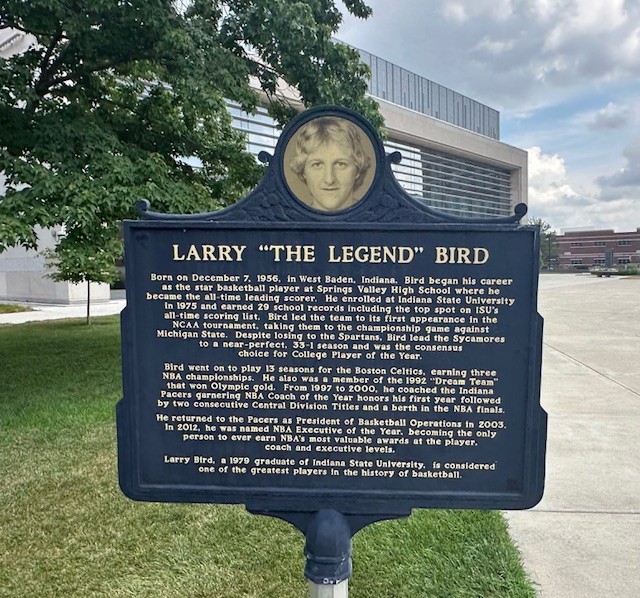 LARRY "THE LEGEND" BIRD
Born on December 7, 1956, in West Baden, Indiana, Bird began his career
as the star basketball player at Springs Valley High School where he
became the all-time leading scorer. He enrolled at Indiana State University
in 1975 and earned 29 school records including the top spot on ISU's
all-time scoring list. Bird led the team to its first appearance in the
NCAA tournament, taking them to the championship game against
Michigan State. Despite losing to the Spartans, Bird lead the Sycamores
to a near-perfect, 33-1 season and was the consensus
choice for College Player of the Year.
Bird went on to play 13 seasons for the Boston Celtics, earning three
NBA championships. He also was a member of the 1992 "Dream Team"
that won Olympic gold. From 1997 to 2000, he coached the Indiana
Pacers garnering NBA Coach of the Year honors his first year followed
by two consecutive Central Division Titles and a berth in the NBA finals.
He returned to the Pacers as President of Basketball Operations in 2003.
In 2012, he was named NBA Executive of the Year, becoming the only
person to ever earn NBA's most valuable awards at the player,
coach and executive levels.
Larry Bird, a 1979 graduate of Indiana State University, is considered
one of the greatest players in the history of basketball.